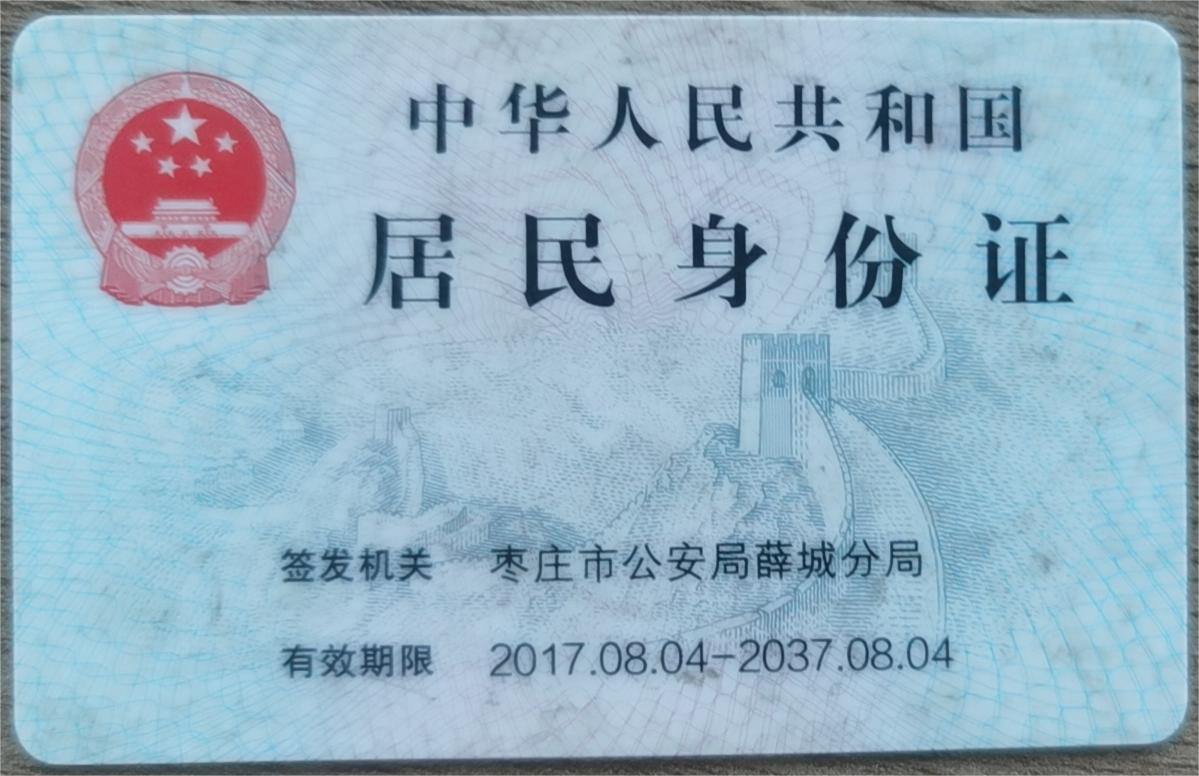 中华人民共和国
居民身份证
签发机关 枣庄市公安局薛城分局
有效期限 2017.08.04-2037.08.04